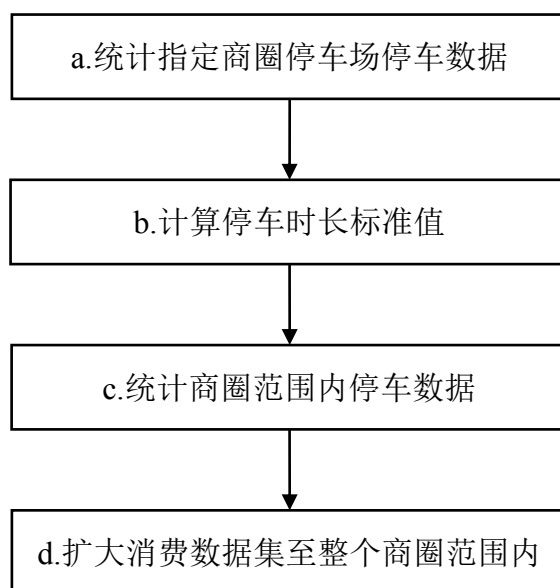 a.统计指定商圈停车场停车数据
b.计算停车时长标准值
c.统计商圈范围内停车数据
d.扩大消费数据集至整个商圈范围内